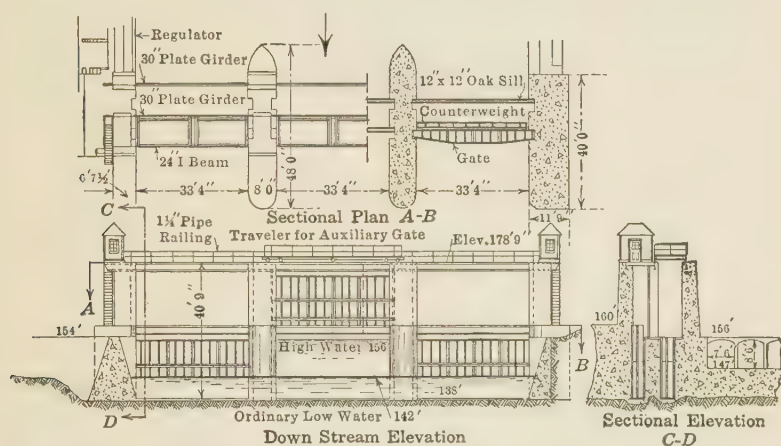 Regulator
30" Plate Girder
30" Plate Girder
24" I Beam
12" x 12" Oak Sill
Counterweight
Gate
48' 0"
40' 0"
6' 7½"
33' 4"
8' 0"
33' 4"
33' 4"
11' 9"
C
Sectional Plan A-B
1¼" Pipe
Railing
Traveler for Auxiliary Gate
Elev. 178' 9"
A
40' 9"
154'
High Water 156
B
138'
D
Ordinary Low Water 142'
Down Stream Elevation
160'
156'
147'
Sectional Elevation
C-D